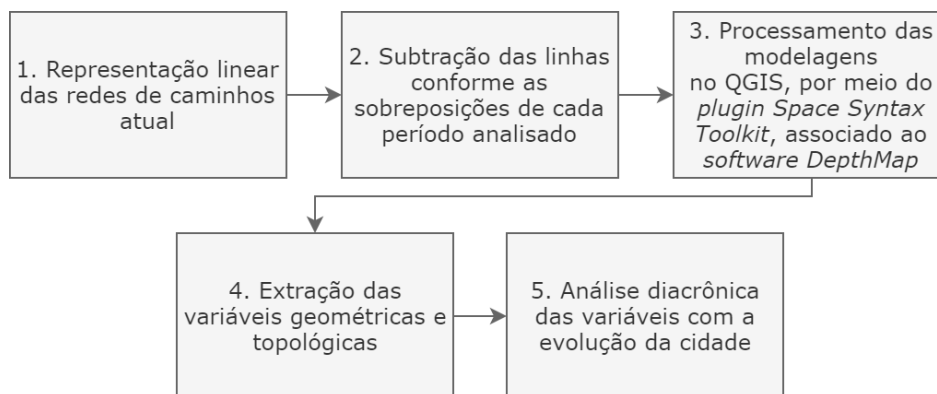 1. Representação linear
das redes de caminhos
atual
2. Subtração das linhas
conforme as
sobreposições de cada
período analisado
3. Processamento das
modelagens
no QGIS, por meio do
plugin Space Syntax
Toolkit, associado ao
software DepthMap
4. Extração das
variáveis geométricas e
topológicas
5. Análise diacrônica
das variáveis com a
evolução da cidade